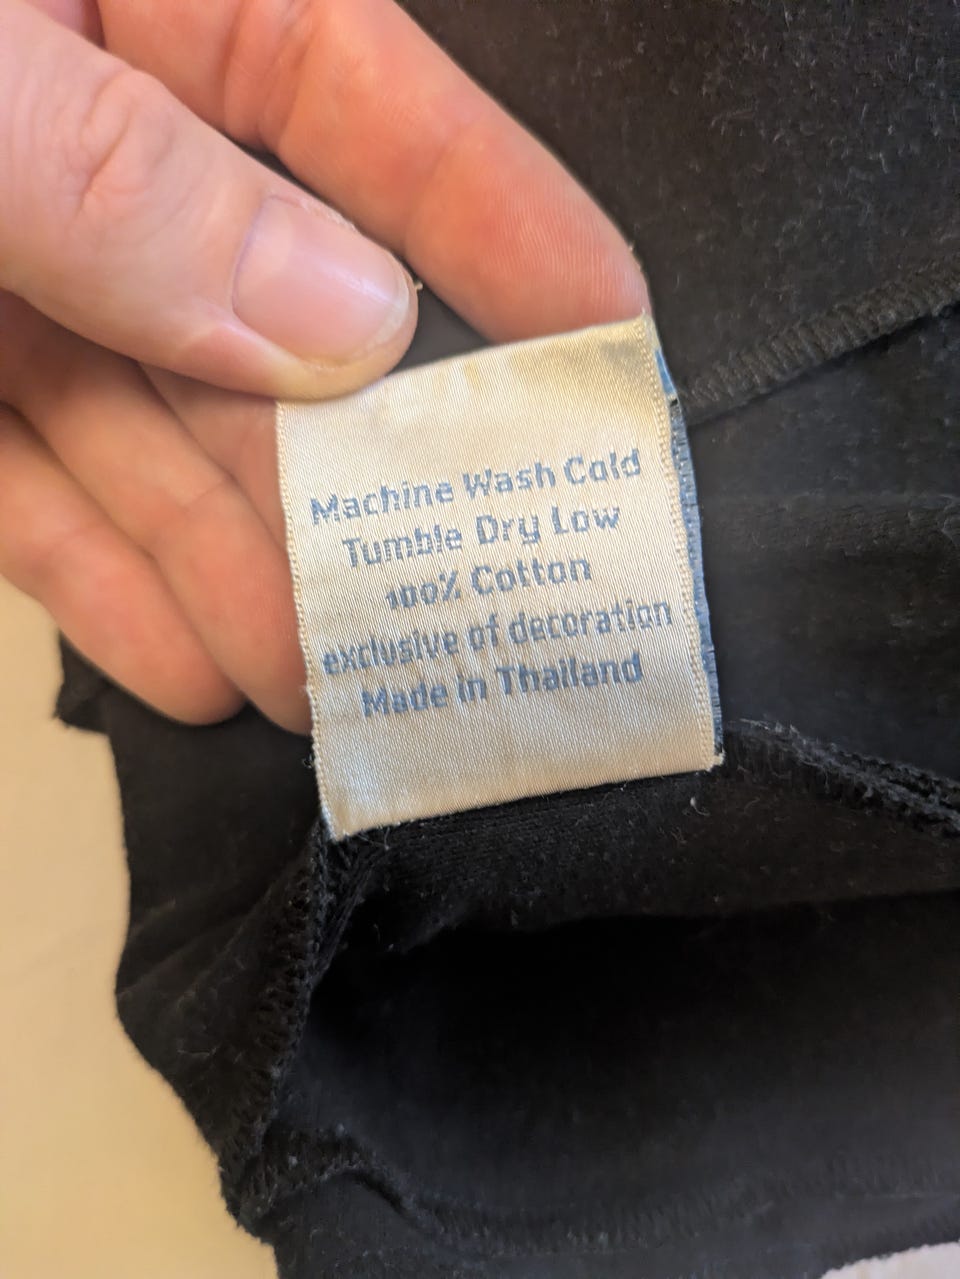 Machine Wash Cold
Tumble Dry Low
100% Cotton
exclusive of decoration
Made in Thailand